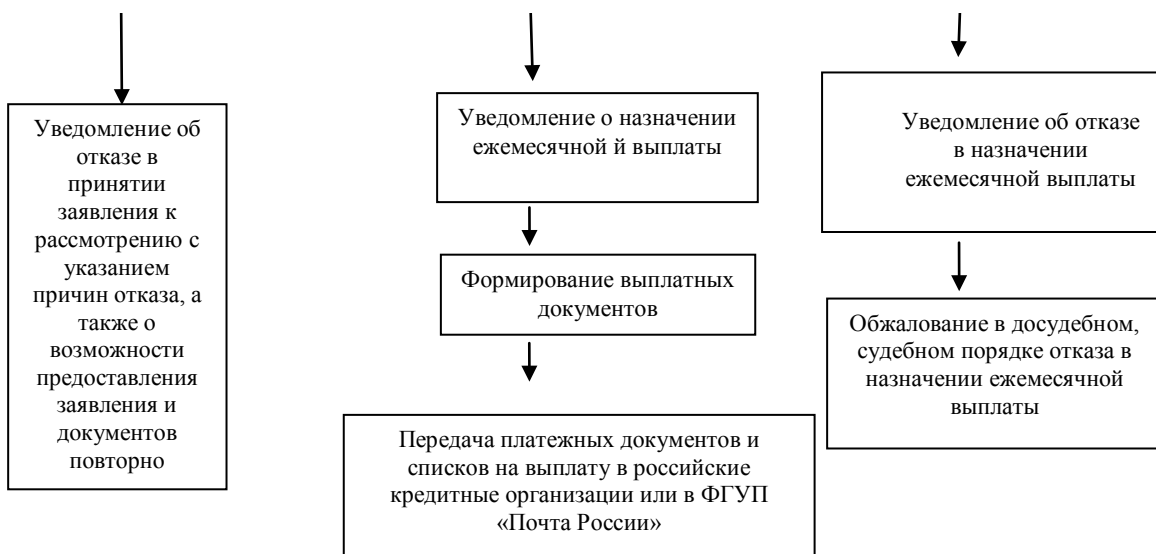 Уведомление об
отказе в
принятии
заявления к
рассмотрению с
указанием
причин отказа, а
также о
возможности
предоставления
заявления и
документов
повторно
Уведомление о назначении
ежемесячной й выплаты
Формирование выплатных
документов
Передача платежных документов и
списков на выплату в российские
кредитные организации или в ФГУП
«Почта России»
Уведомление об отказе
в назначении
ежемесячной выплаты
Обжалование в досудебном,
судебном порядке отказа в
назначении ежемесячной
выплаты